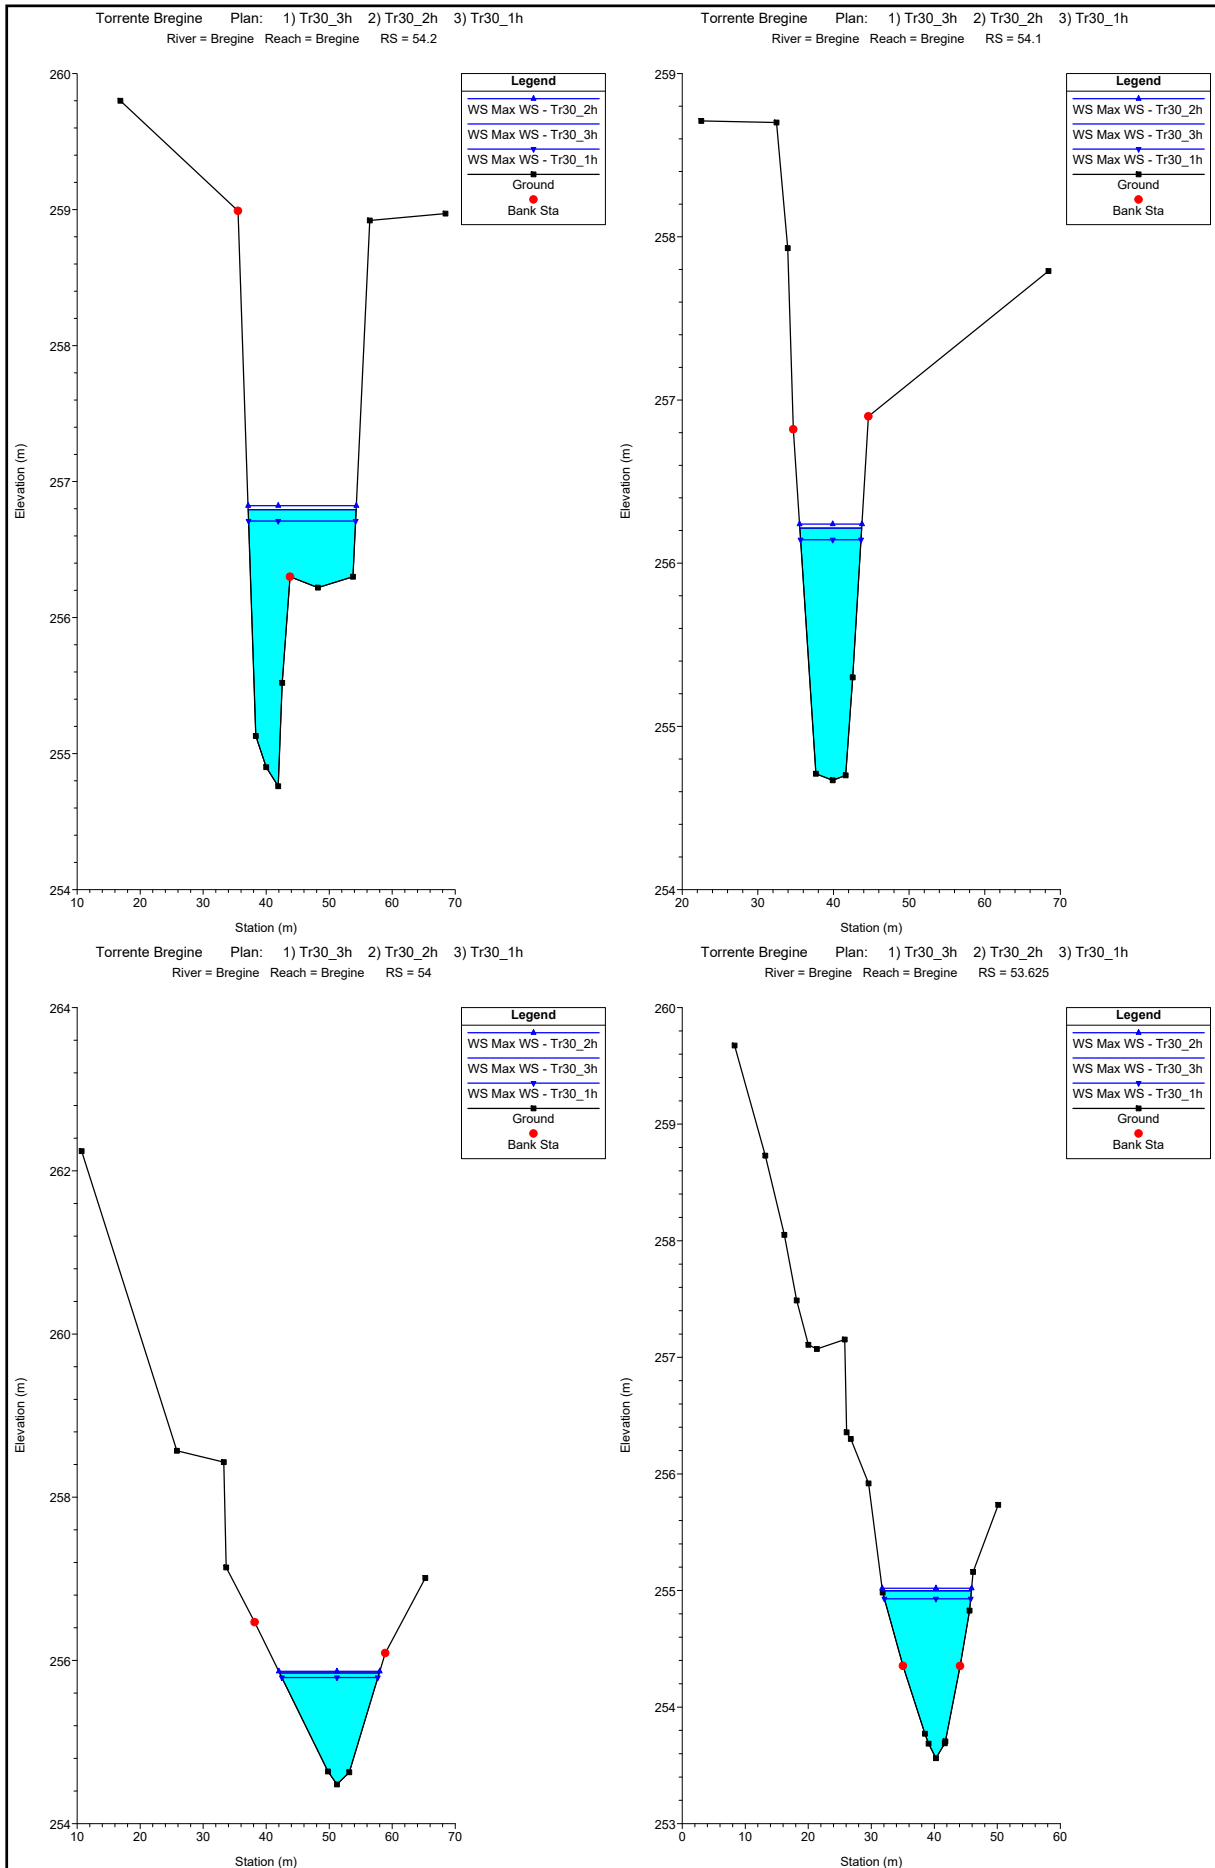 Torrente Bregine Plan: 1) Tr30_3h 2) Tr30_2h 3) Tr30_1h
River = Bregine Reach = Bregine RS = 54.2
Legend
WS Max WS - Tr30_2h
WS Max WS - Tr30_3h
WS Max WS - Tr30_1h
Ground
Bank Sta
Elevation (m)
260
259
258
257
256
255
254
10 20 30 40 50 60 70
Station (m)
Torrente Bregine Plan: 1) Tr30_3h 2) Tr30_2h 3) Tr30_1h
River = Bregine Reach = Bregine RS = 54.1
Legend
WS Max WS - Tr30_2h
WS Max WS - Tr30_3h
WS Max WS - Tr30_1h
Ground
Bank Sta
Elevation (m)
259
258
257
256
255
254
20 30 40 50 60 70
Station (m)
Torrente Bregine Plan: 1) Tr30_3h 2) Tr30_2h 3) Tr30_1h
River = Bregine Reach = Bregine RS = 54
Legend
WS Max WS - Tr30_2h
WS Max WS - Tr30_3h
WS Max WS - Tr30_1h
Ground
Bank Sta
Elevation (m)
264
262
260
258
256
254
10 20 30 40 50 60 70
Station (m)
Torrente Bregine Plan: 1) Tr30_3h 2) Tr30_2h 3) Tr30_1h
River = Bregine Reach = Bregine RS = 53.625
Legend
WS Max WS - Tr30_2h
WS Max WS - Tr30_3h
WS Max WS - Tr30_1h
Ground
Bank Sta
Elevation (m)
260
259
258
257
256
255
254
253
0 10 20 30 40 50 60
Station (m)